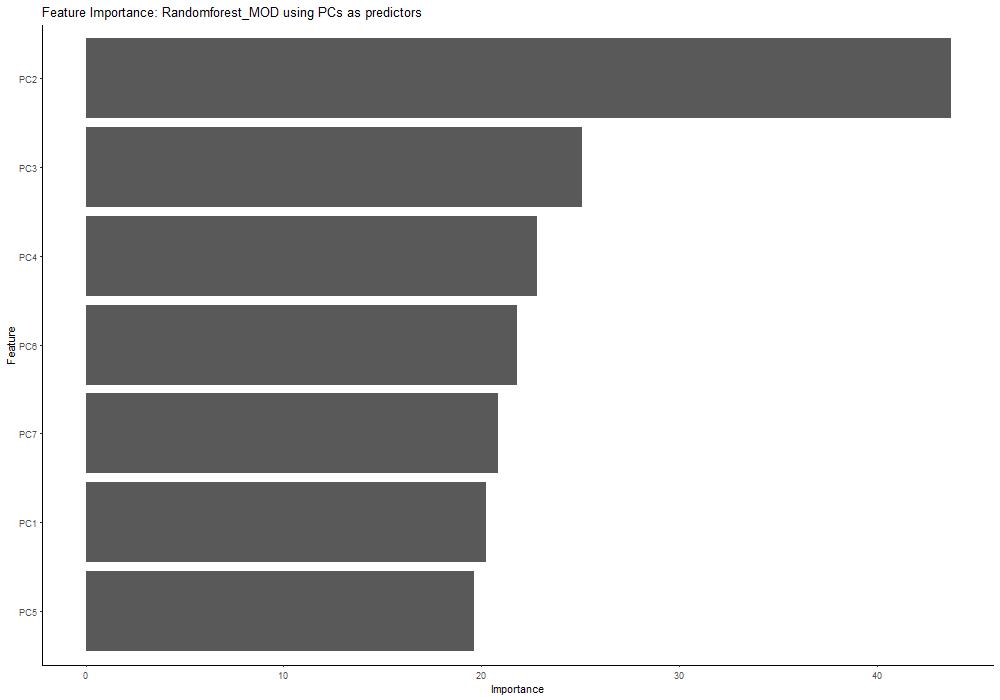 Feature Importance: Randomforest_MOD using PCs as predictors
PC2
PC3
PC4
PC6
PC7
PC1
PC5
Feature
0 10 20 30 40
Importance